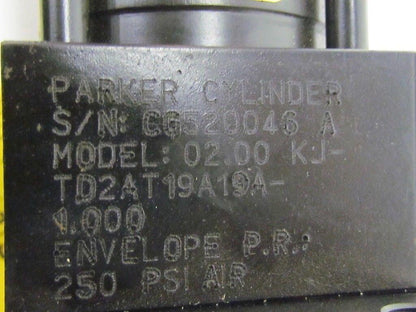 PARKER CYLINDER
S/N: CG520046 A
MODEL: 02.00 KJ-
TD2AT19A19A-
1.000
ENVELOPE P.R.:
250 PSI AIR